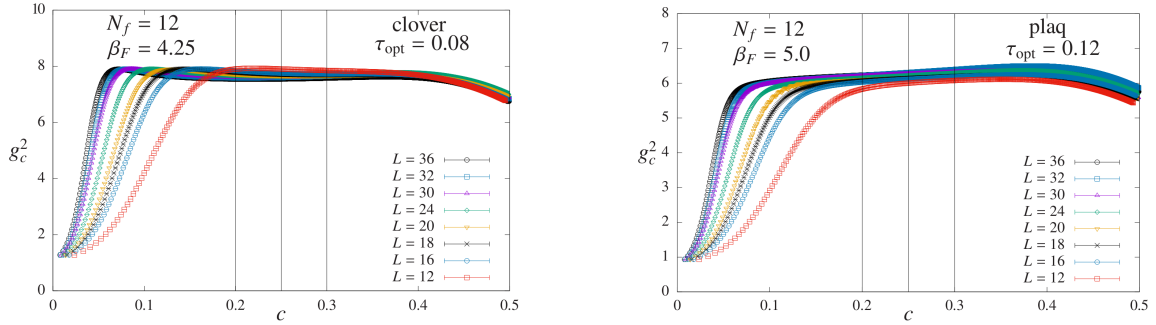 N_f = 12
β_F = 4.25
clover
τ_opt = 0.08
10
8
6
4
2
0
g_c^2
L = 36
L = 32
L = 30
L = 24
L = 20
L = 18
L = 16
L = 12
0 0.1 0.2 0.3 0.4 0.5
c
N_f = 12
β_F = 5.0
plaq
τ_opt = 0.12
8
7
6
5
4
3
2
1
0
g_c^2
L = 36
L = 32
L = 30
L = 24
L = 20
L = 18
L = 16
L = 12
0 0.1 0.2 0.3 0.4 0.5
c